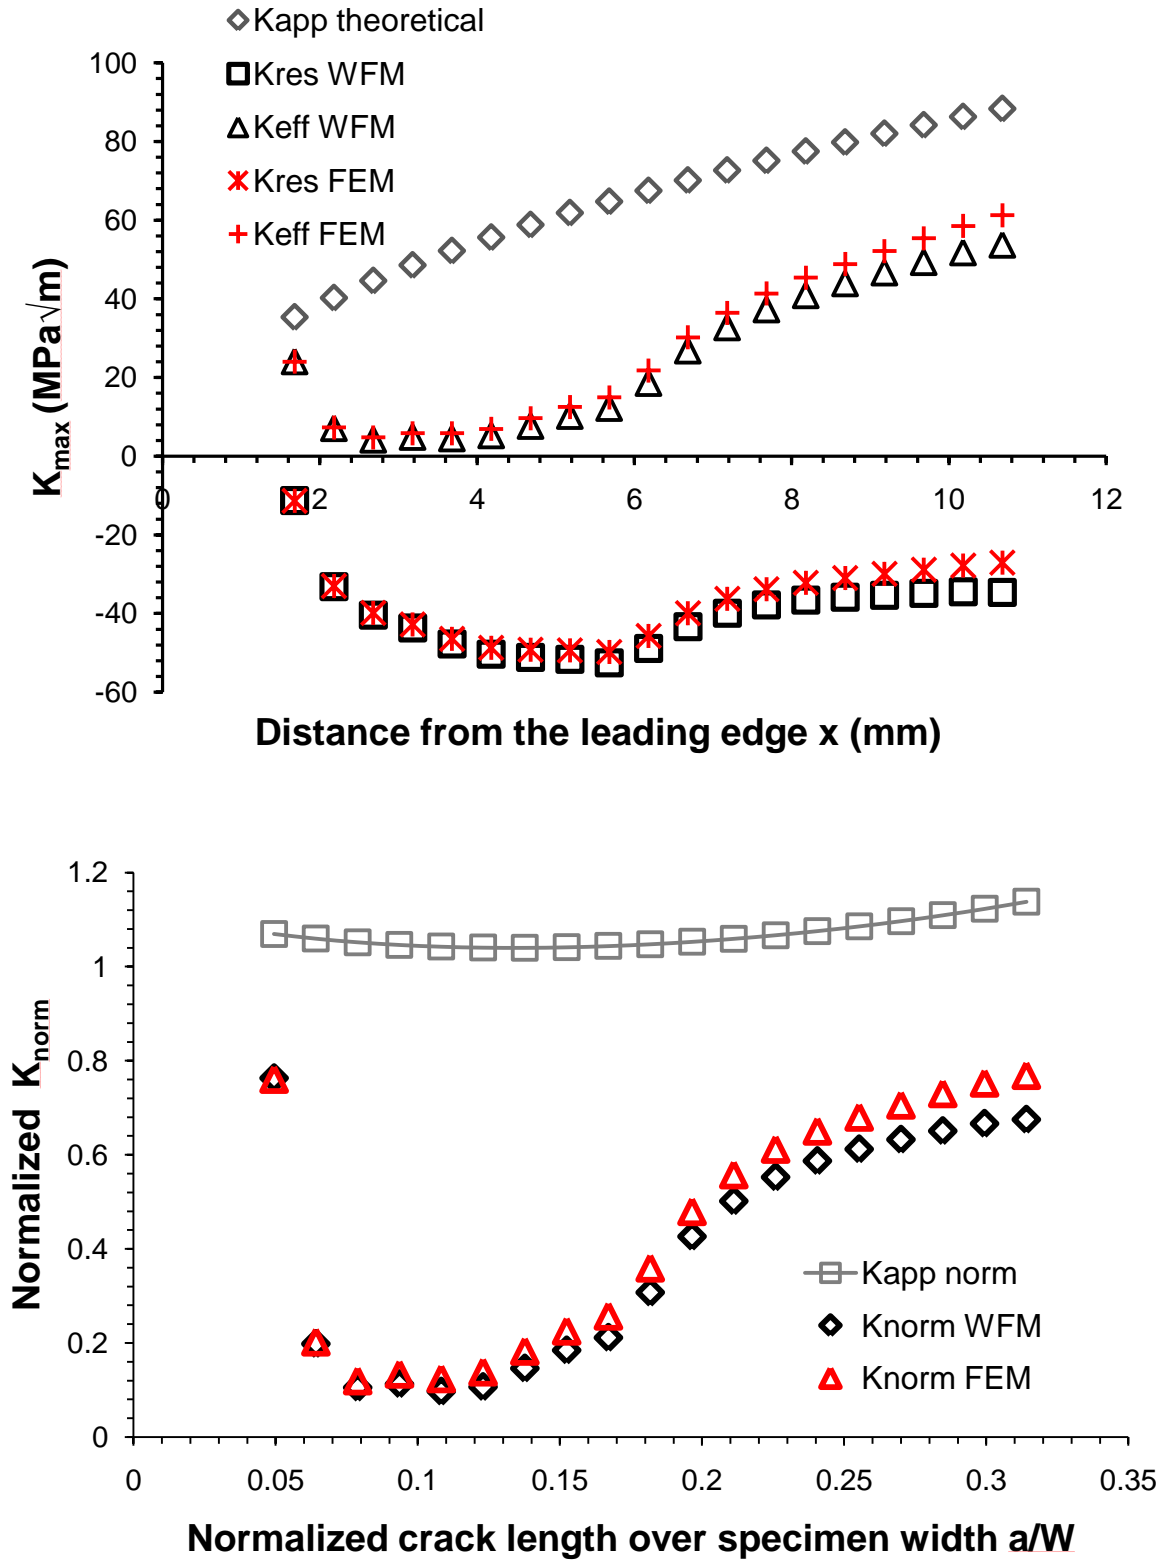 Kapp theoretical
Kres WFM
Keff WFM
Kres FEM
Keff FEM
100
80
60
40
20
0
-20
-40
-60
0 2 4 6 8 10 12
Kmax (MPa√m)
Distance from the leading edge x (mm)
1.2
1
0.8
0.6
0.4
0.2
0
Normalized Knorm
Kapp norm
Knorm WFM
Knorm FEM
0 0.05 0.1 0.15 0.2 0.25 0.3 0.35
Normalized crack length over specimen width a/W